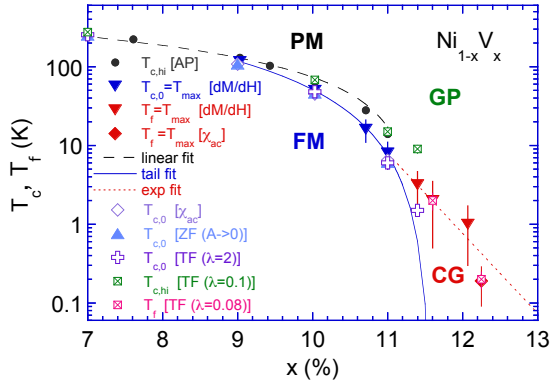 PM
Ni1-xVx
GP
FM
CG
Tc,hi [AP]
Tc,0=Tmax [dM/dH]
Tf=Tmax [dM/dH]
Tf=Tmax [χac]
linear fit
tail fit
exp fit
Tc,0 [χac]
Tc,0 [ZF (A->0)]
Tc,0 [TF (λ=2)]
Tc,hi [TF (λ=0.1)]
Tf [TF (λ=0.08)]
Tc, Tf (K)
100
10
1
0.1
7 8 9 10 11 12 13
x (%)